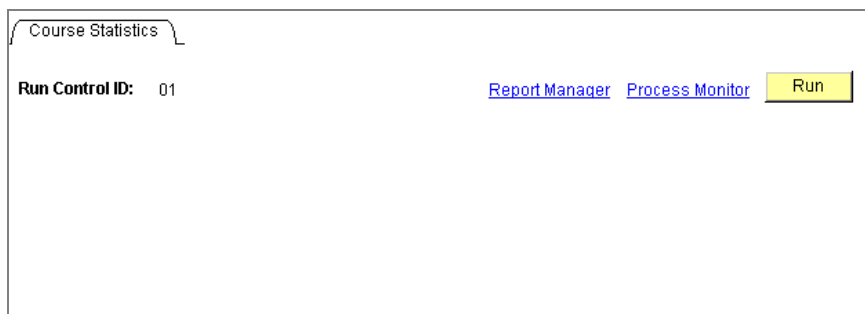 Course Statistics
Run Control ID: 01 Report Manager Process Monitor Run